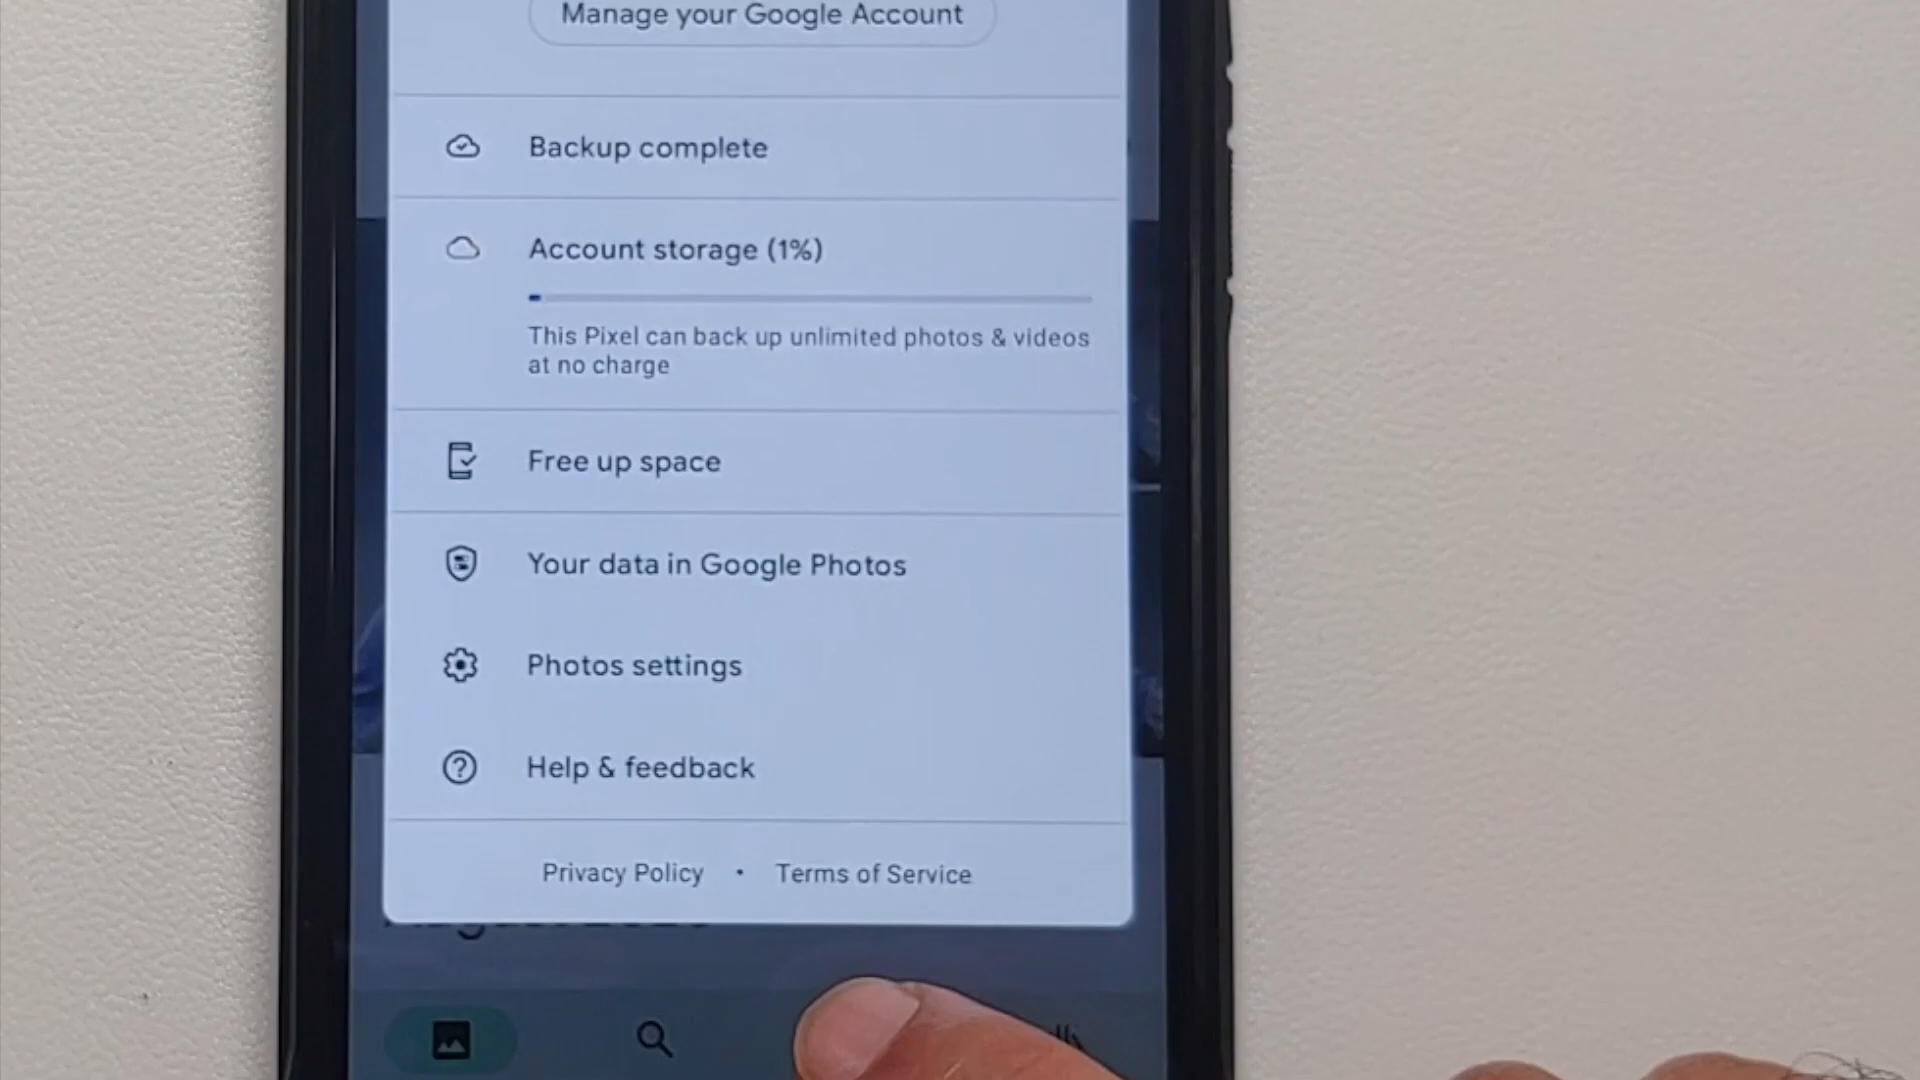 Manage your Google Account
Backup complete
Account storage (1%)
This Pixel can back up unlimited photos & videos
at no charge
Free up space
Your data in Google Photos
Photos settings
Help & feedback
Privacy Policy • Terms of Service